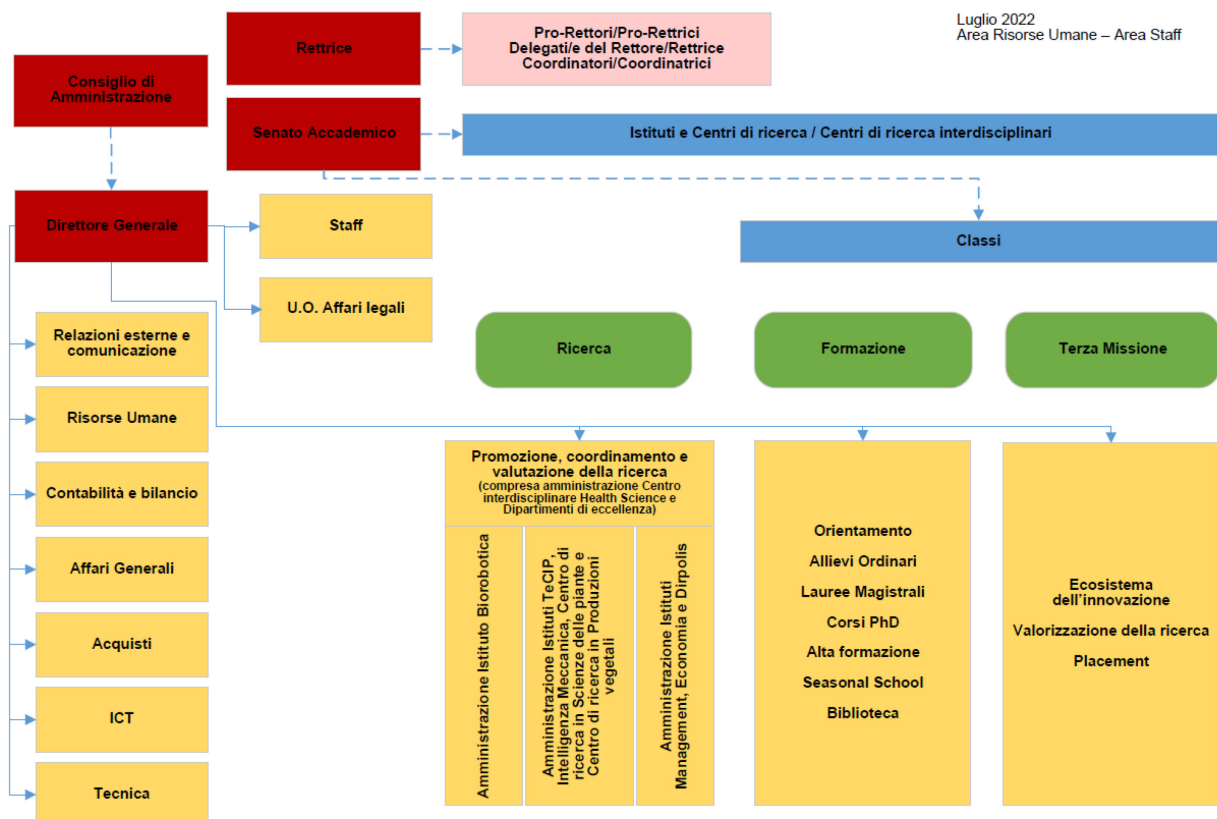 Luglio 2022
Area Risorse Umane – Area Staff
Rettrice
Pro-Rettori/Pro-Rettrici
Delegati/e del Rettore/Rettrice
Coordinatori/Coordinatrici
Consiglio di
Amministrazione
Senato Accademico
Istituti e Centri di ricerca / Centri di ricerca interdisciplinari
Direttore Generale
Staff
Classi
U.O. Affari legali
Relazioni esterne e
comunicazione
Risorse Umane
Contabilità e bilancio
Affari Generali
Acquisti
ICT
Tecnica
Ricerca
Formazione
Terza Missione
Promozione, coordinamento e
valutazione della ricerca
(compresa amministrazione Centro
interdisciplinare Health Science e
Dipartimenti di eccellenza)
Amministrazione Istituto Biorobotica
Amministrazione Istituti TeCIP,
Intelligenza Meccanica, Centro di
ricerca in Scienze delle piante e
Centro di ricerca in Produzioni
vegetali
Amministrazione Istituti
Management, Economia e Dirpolis
Orientamento
Allievi Ordinari
Lauree Magistrali
Corsi PhD
Alta formazione
Seasonal School
Biblioteca
Ecosistema
dell’innovazione
Valorizzazione della ricerca
Placement